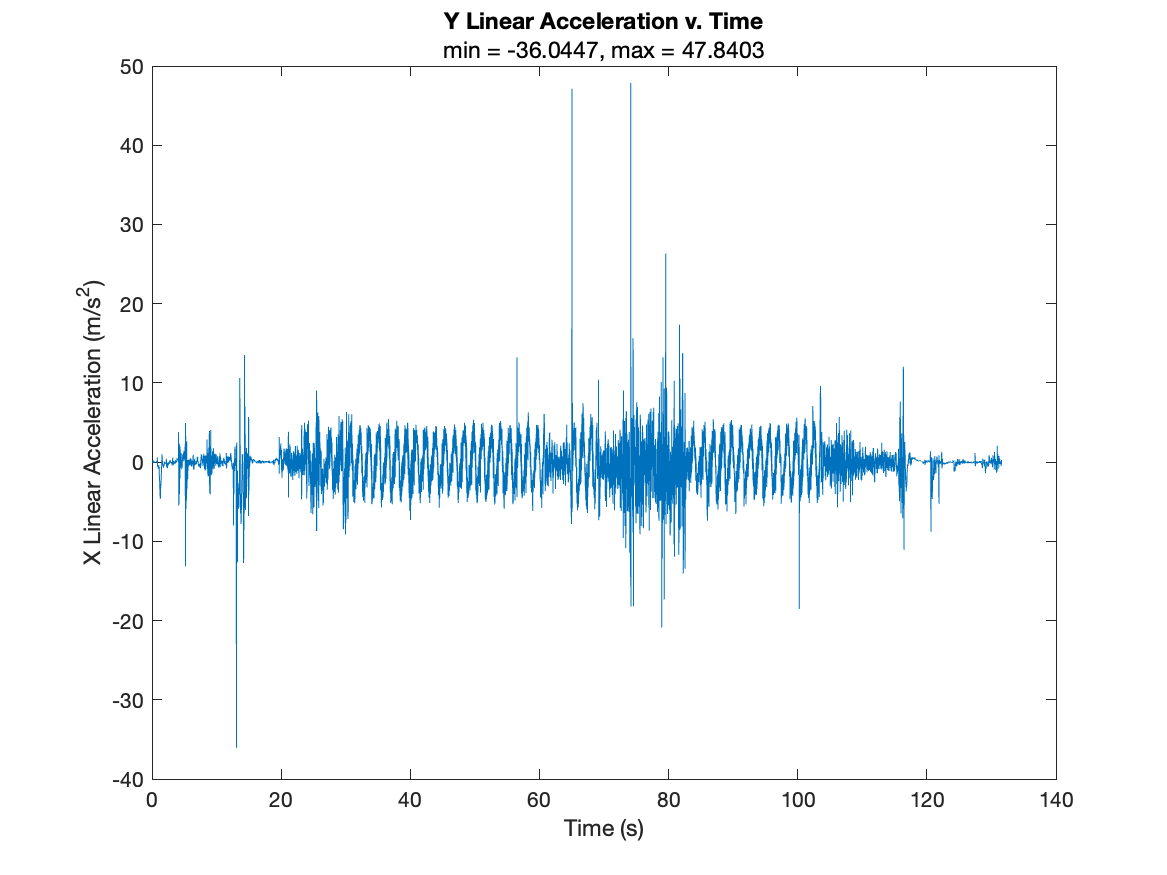 Y Linear Acceleration v. Time
min = -36.0447, max = 47.8403
50
40
30
20
10
0
-10
-20
-30
-40
X Linear Acceleration (m/s²)
0 20 40 60 80 100 120 140
Time (s)